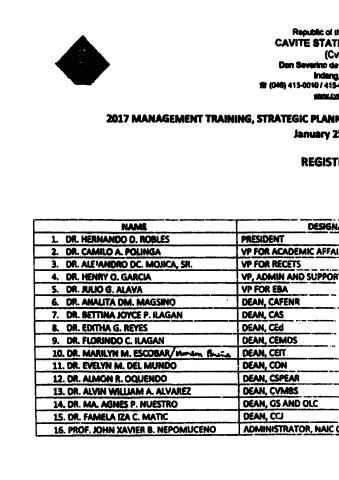 Republic of th
CAVITE STATE
(Cv
Don Severino de
Indang,
☎ (046) 415-0010 / 415-
2017 MANAGEMENT TRAINING, STRATEGIC PLANN
January 25
REGIST
NAME DESIGNA
1. DR. HERNANDO D. ROBLES PRESIDENT
2. DR. CAMILO A. POLINGA VP FOR ACADEMIC AFFAI
3. DR. ALEJANDRO DC. MOJICA, SR. VP FOR RECETS
4. DR. HENRY O. GARCIA VP, ADMIN AND SUPPORT
5. DR. JULIO G. ALAVA VP FOR EBA
6. DR. ANALITA DM. MAGSINO DEAN, CAFENR
7. DR. BETTINA JOYCE P. ILAGAN DEAN, CAS
8. DR. EDITHA G. REYES DEAN, CEd
9. DR. FLORINDO C. ILAGAN DEAN, CEMDS
10. DR. MARILYN M. ESCOBAR/ DEAN, CEIT
11. DR. EVELYN M. DEL MUNDO DEAN, CON
12. DR. ALMON R. OQUENDO DEAN, CSPEAR
13. DR. ALVIN WILLIAM A. ALVAREZ DEAN, CVMBS
14. DR. MA. AGNES P. NUESTRO DEAN, GS AND OLC
15. DR. FAMELA IZA C. MATIC DEAN, CCJ
16. PROF. JOHN XAVIER B. NEPOMUCENO ADMINISTRATOR, NAIC C